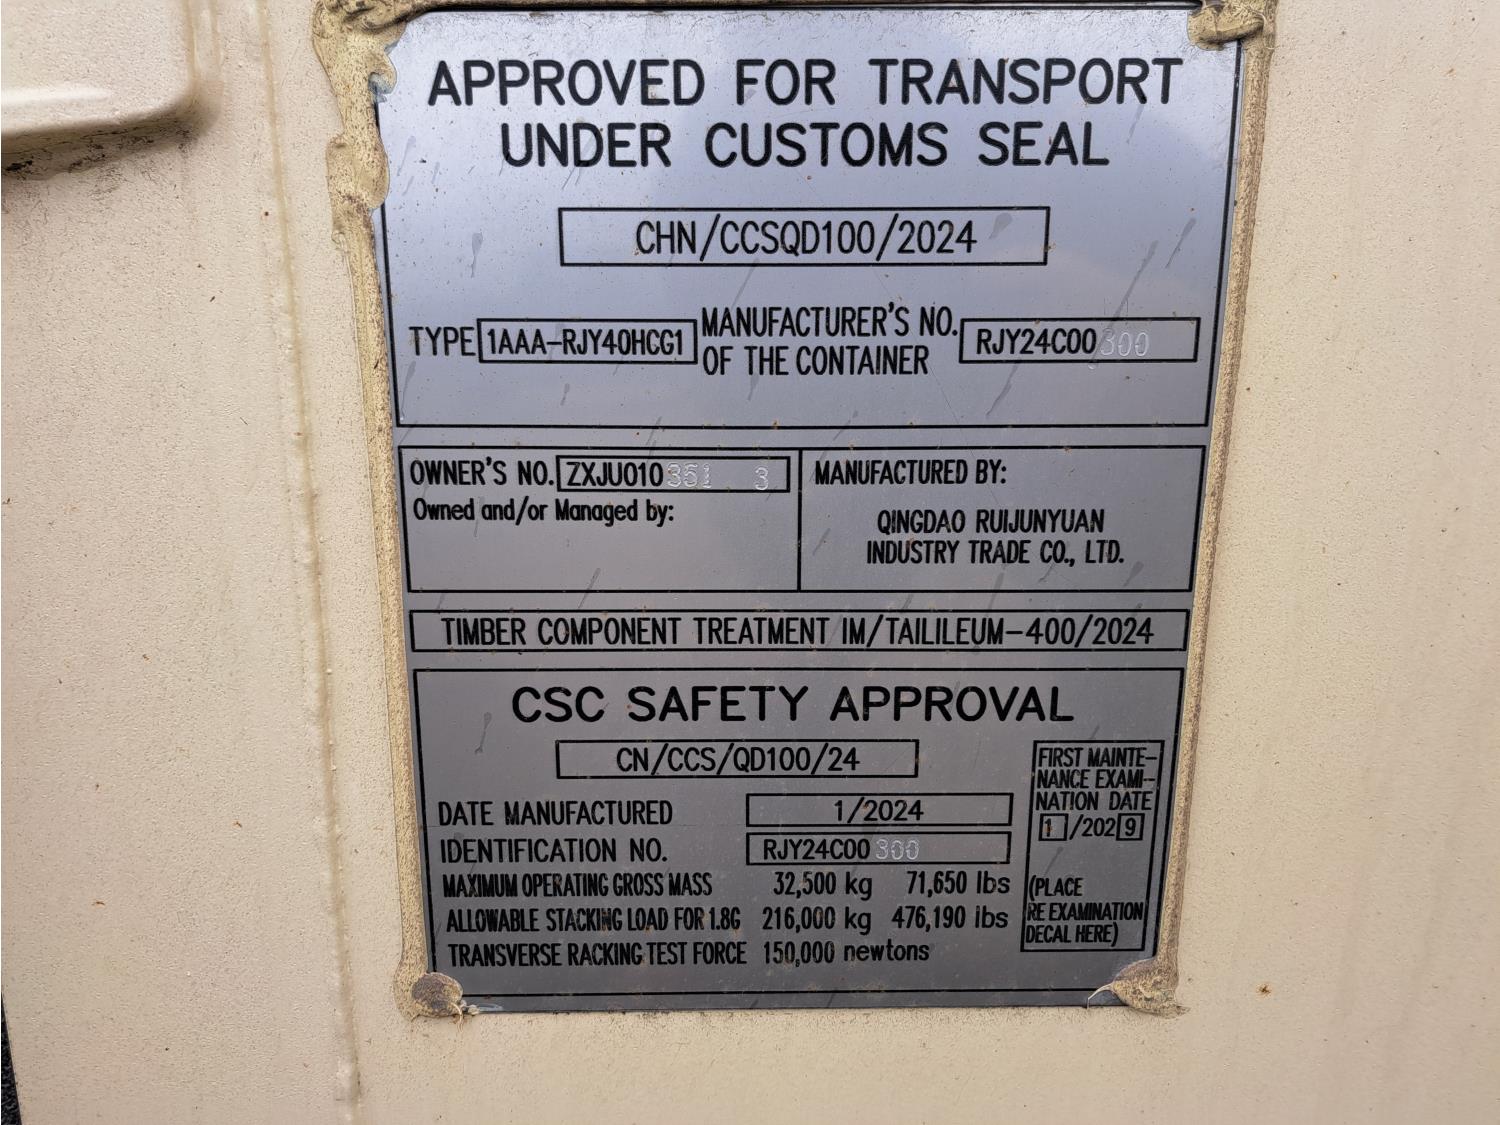 APPROVED FOR TRANSPORT
UNDER CUSTOMS SEAL
CHN/CCSQD100/2024
TYPE 1AAA-RJY40HCG1 MANUFACTURER'S NO. OF THE CONTAINER RJY24C00300
OWNER'S NO. ZXJU010351 3
Owned and/or Managed by:
MANUFACTURED BY:
QINGDAO RUIJUNYUAN
INDUSTRY TRADE CO., LTD.
TIMBER COMPONENT TREATMENT IM/TAILILEUM-400/2024
CSC SAFETY APPROVAL
CN/CCS/QD100/24
DATE MANUFACTURED 1/2024
IDENTIFICATION NO. RJY24C00300
MAXIMUM OPERATING GROSS MASS 32,500 kg 71,650 lbs
ALLOWABLE STACKING LOAD FOR 1.8G 216,000 kg 476,190 lbs
TRANSVERSE RACKING TEST FORCE 150,000 newtons
FIRST MAINTE-
NANCE EXAMI-
NATION DATE
1/2029
(PLACE
RE EXAMINATION
DECAL HERE)